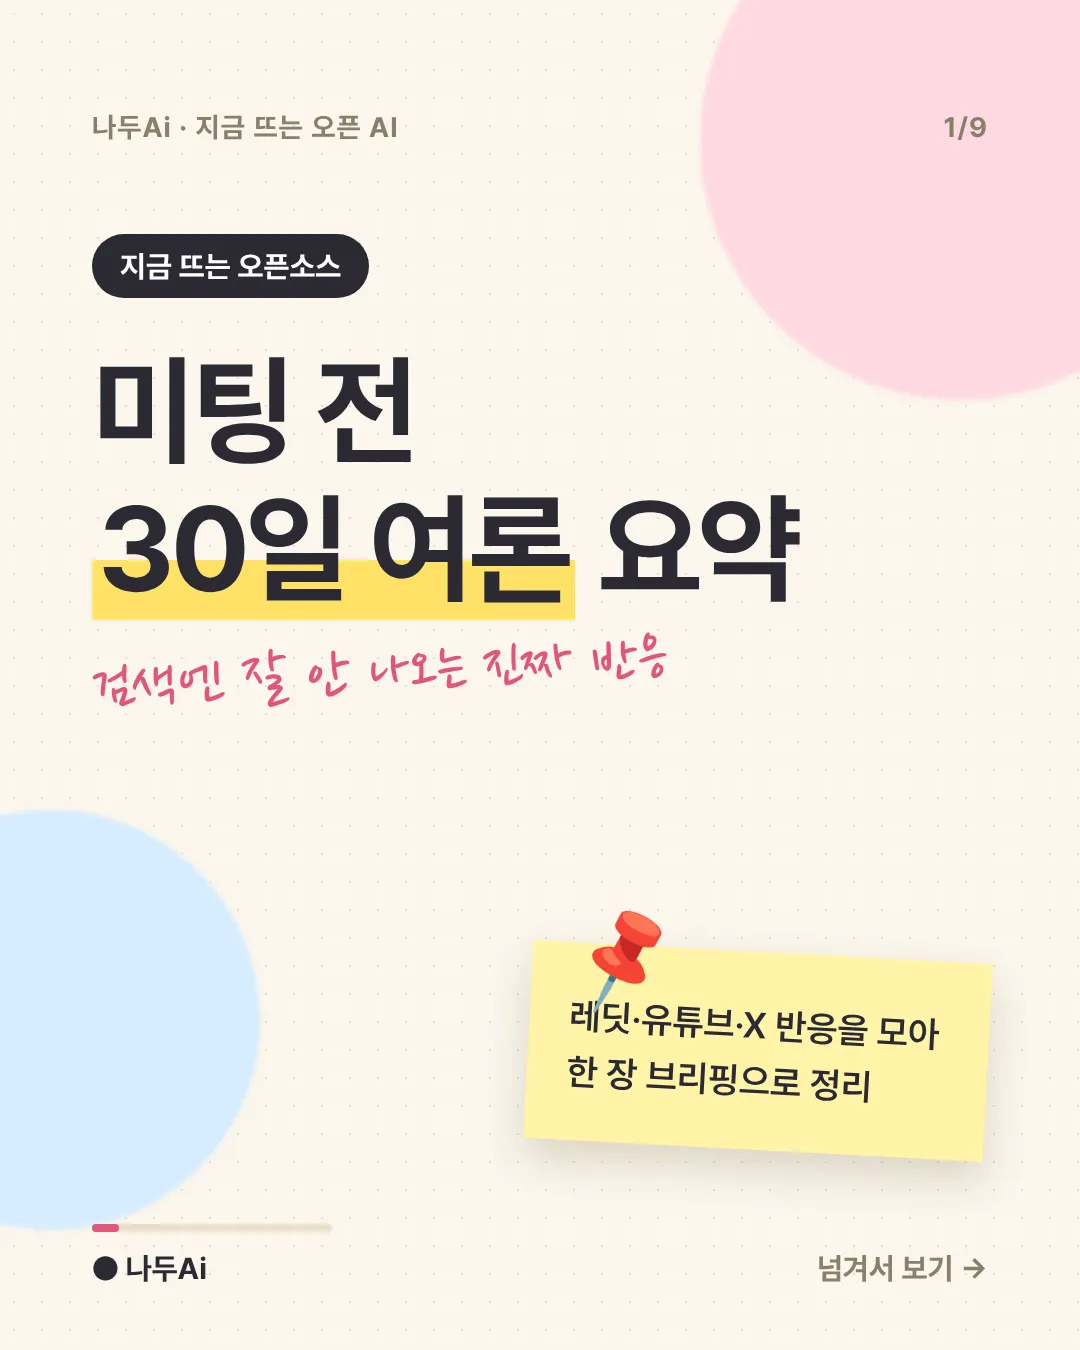 나두Ai · 지금 뜨는 오픈 AI
1/9
지금 뜨는 오픈소스
미팅 전
30일 여론 요약
검색엔 잘 안 나오는 진짜 반응
레딧·유튜브·X 반응을 모아
한 장 브리핑으로 정리
나두Ai
넘겨서 보기 →